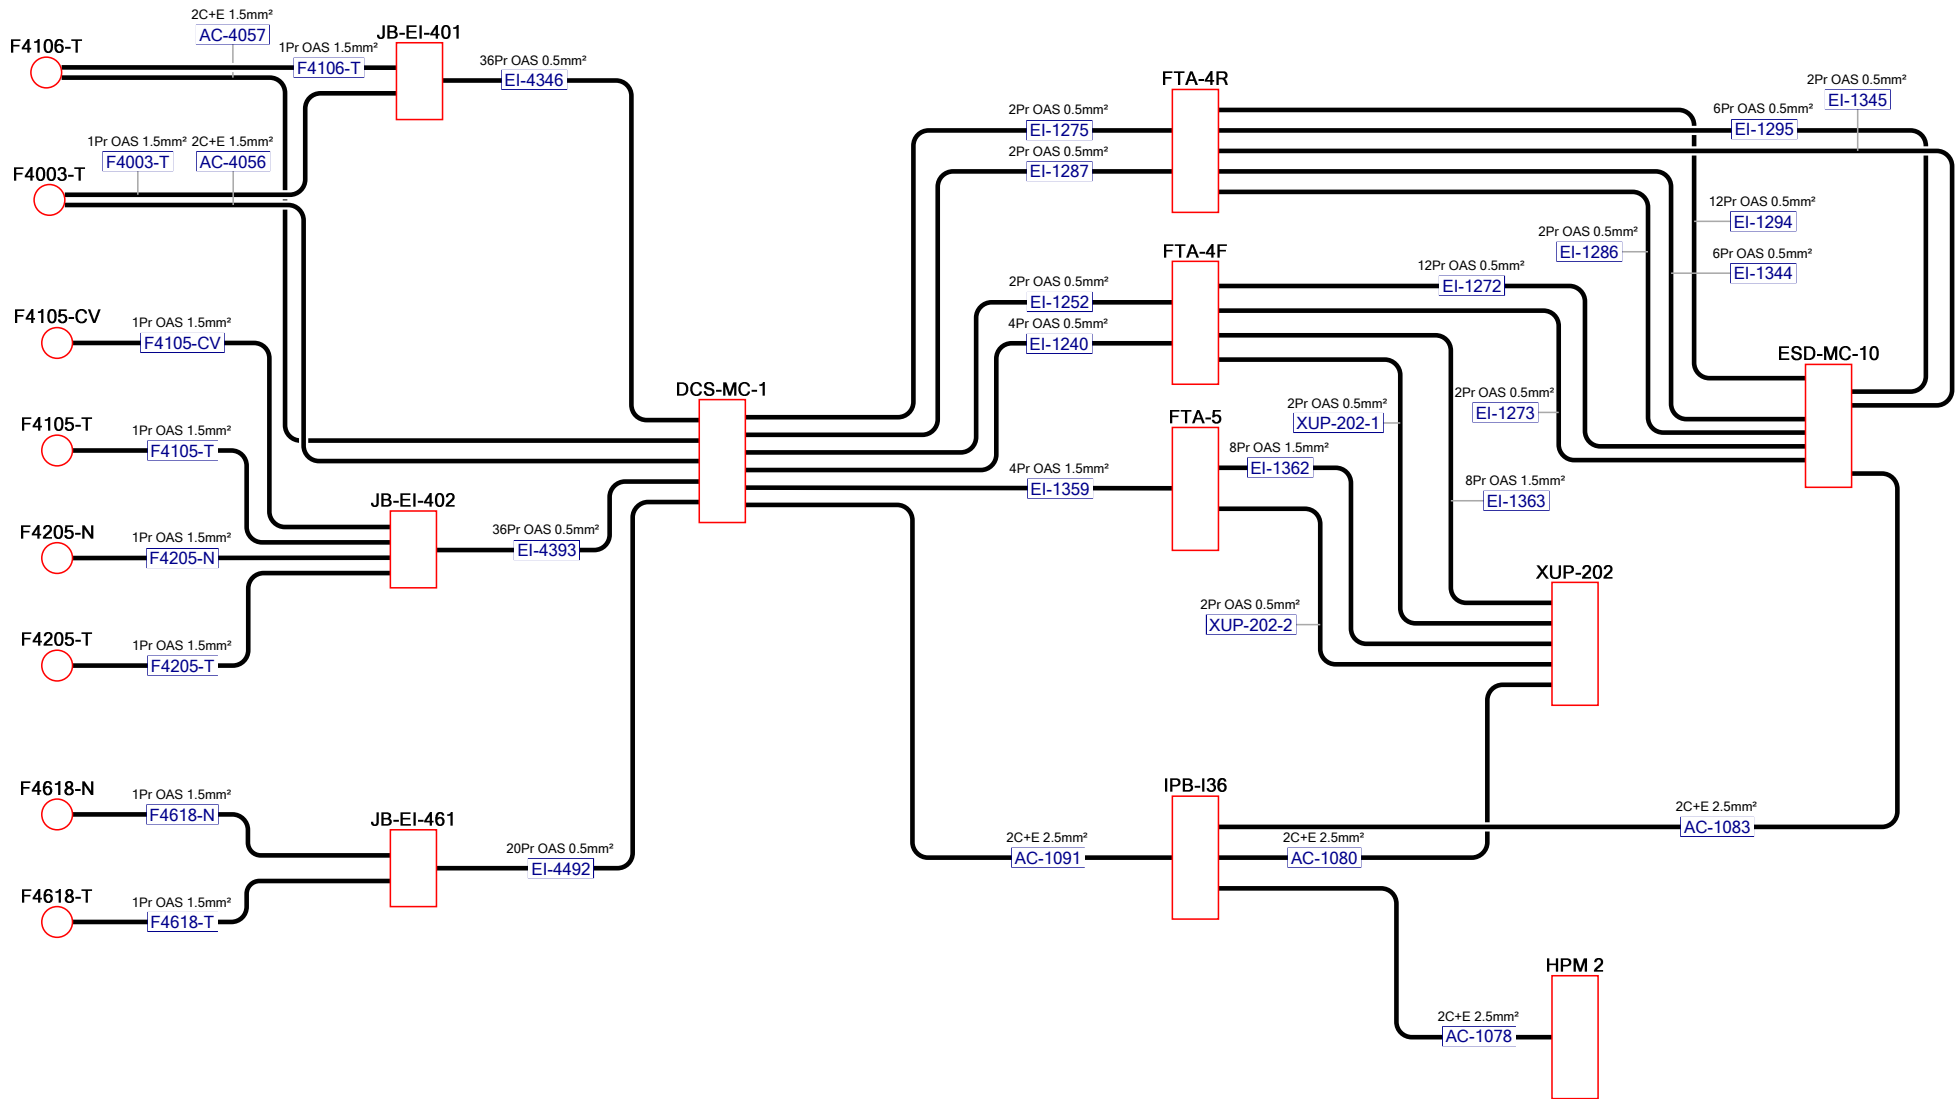 2C+E 1.5mm²
AC-4057
F4106-T
1Pr OAS 1.5mm²
F4106-T
JB-EI-401
36Pr OAS 0.5mm²
EI-4346
1Pr OAS 1.5mm²
F4003-T
2C+E 1.5mm²
AC-4056
F4003-T
F4105-CV
1Pr OAS 1.5mm²
F4105-CV
F4105-T
1Pr OAS 1.5mm²
F4105-T
F4205-N
1Pr OAS 1.5mm²
F4205-N
F4205-T
1Pr OAS 1.5mm²
F4205-T
JB-EI-402
36Pr OAS 0.5mm²
EI-4393
F4618-N
1Pr OAS 1.5mm²
F4618-N
F4618-T
1Pr OAS 1.5mm²
F4618-T
JB-EI-461
20Pr OAS 0.5mm²
EI-4492
DCS-MC-1
2Pr OAS 0.5mm²
EI-1275
2Pr OAS 0.5mm²
EI-1287
2Pr OAS 0.5mm²
EI-1252
4Pr OAS 0.5mm²
EI-1240
4Pr OAS 1.5mm²
EI-1359
2C+E 2.5mm²
AC-1091
FTA-4R
FTA-4F
FTA-5
IPB-I36
2Pr OAS 0.5mm²
EI-1345
6Pr OAS 0.5mm²
EI-1295
12Pr OAS 0.5mm²
EI-1294
2Pr OAS 0.5mm²
EI-1286
6Pr OAS 0.5mm²
EI-1344
12Pr OAS 0.5mm²
EI-1272
2Pr OAS 0.5mm²
EI-1273
2Pr OAS 0.5mm²
XUP-202-1
8Pr OAS 1.5mm²
EI-1362
8Pr OAS 1.5mm²
EI-1363
2Pr OAS 0.5mm²
XUP-202-2
ESD-MC-10
XUP-202
2C+E 2.5mm²
AC-1083
2C+E 2.5mm²
AC-1080
HPM 2
2C+E 2.5mm²
AC-1078